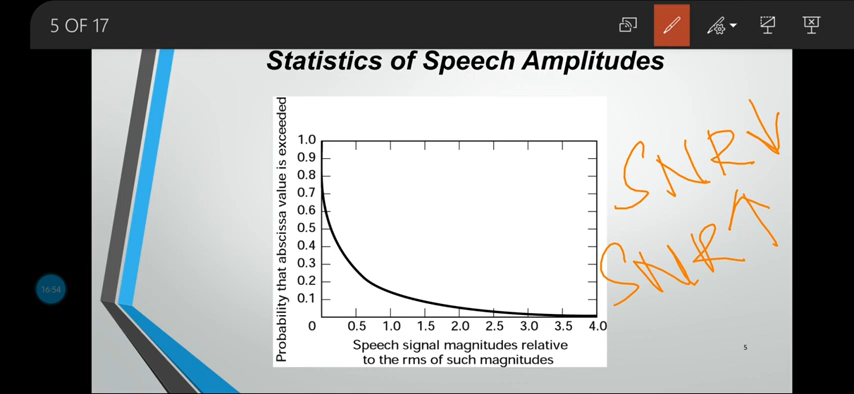 5 OF 17
Statistics of Speech Amplitudes
Probability that abscissa value is exceeded
1.0
0.9
0.8
0.7
0.6
0.5
0.4
0.3
0.2
0.1
0 0.5 1.0 1.5 2.0 2.5 3.0 3.5 4.0
Speech signal magnitudes relative
to the rms of such magnitudes
SNR↓
SNR↑
16:54
5